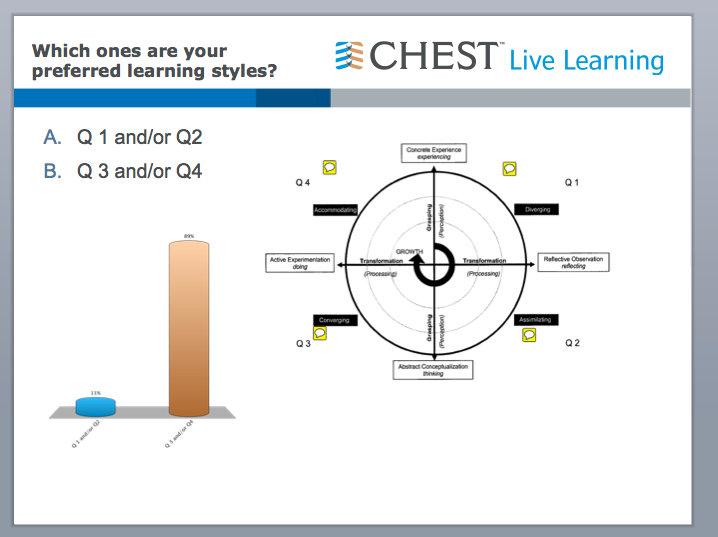 Which ones are your
preferred learning styles?
CHEST™ Live Learning
A. Q 1 and/or Q2
B. Q 3 and/or Q4
11%
89%
Q 1 and/or Q2
Q 3 and/or Q4
Concrete Experience
experiencing
Q 4
Q 1
Accommodating
Diverging
Grasping
(Perception)
GROWTH
Active Experimentation
doing
Transformation
(Processing)
Transformation
(Processing)
Reflective Observation
reflecting
Converging
Assimilating
Grasping
(Perception)
Q 3
Q 2
Abstract Conceptualization
thinking